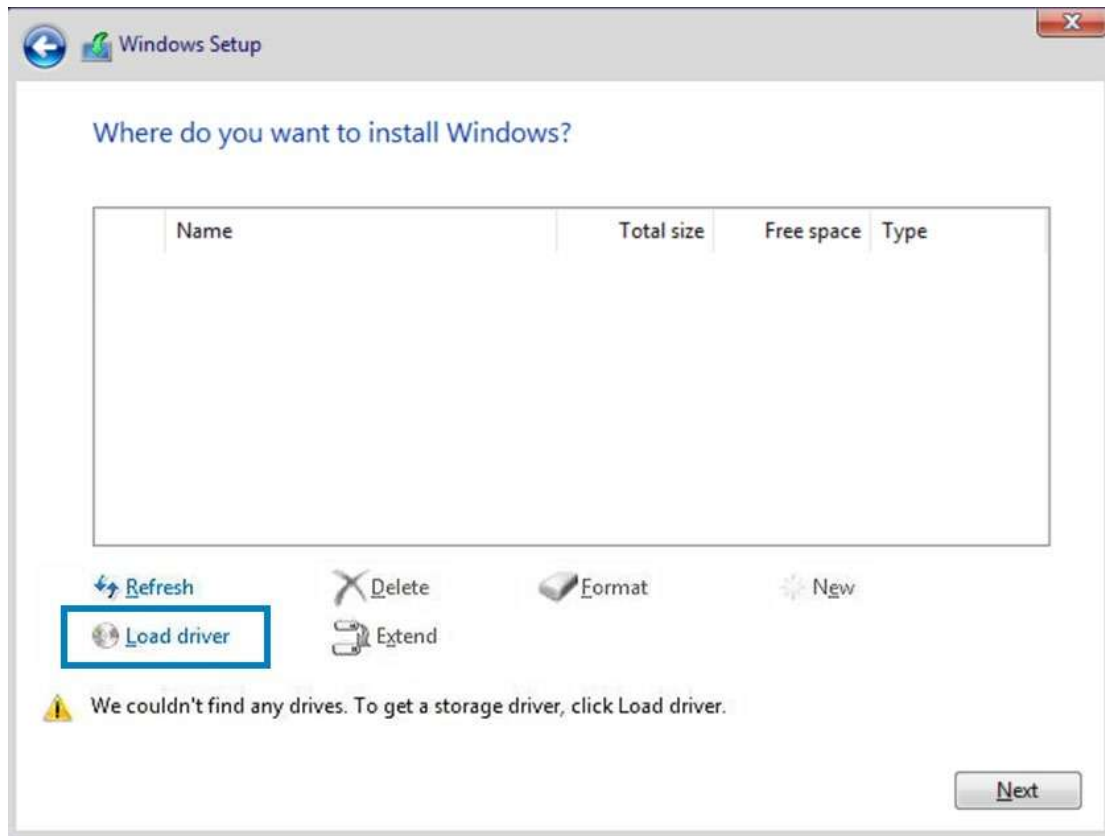 Windows Setup
Where do you want to install Windows?
Name Total size Free space Type
Refresh Delete Format New
Load driver Extend
We couldn't find any drives. To get a storage driver, click Load driver.
Next